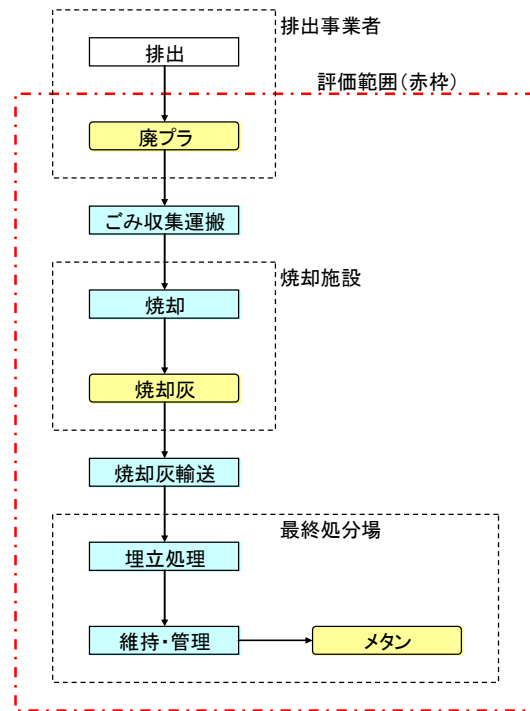 排出事業者
排出
評価範囲(赤枠)
廃プラ
ごみ収集運搬
焼却施設
焼却
焼却灰
焼却灰輸送
最終処分場
埋立処理
維持・管理
メタン